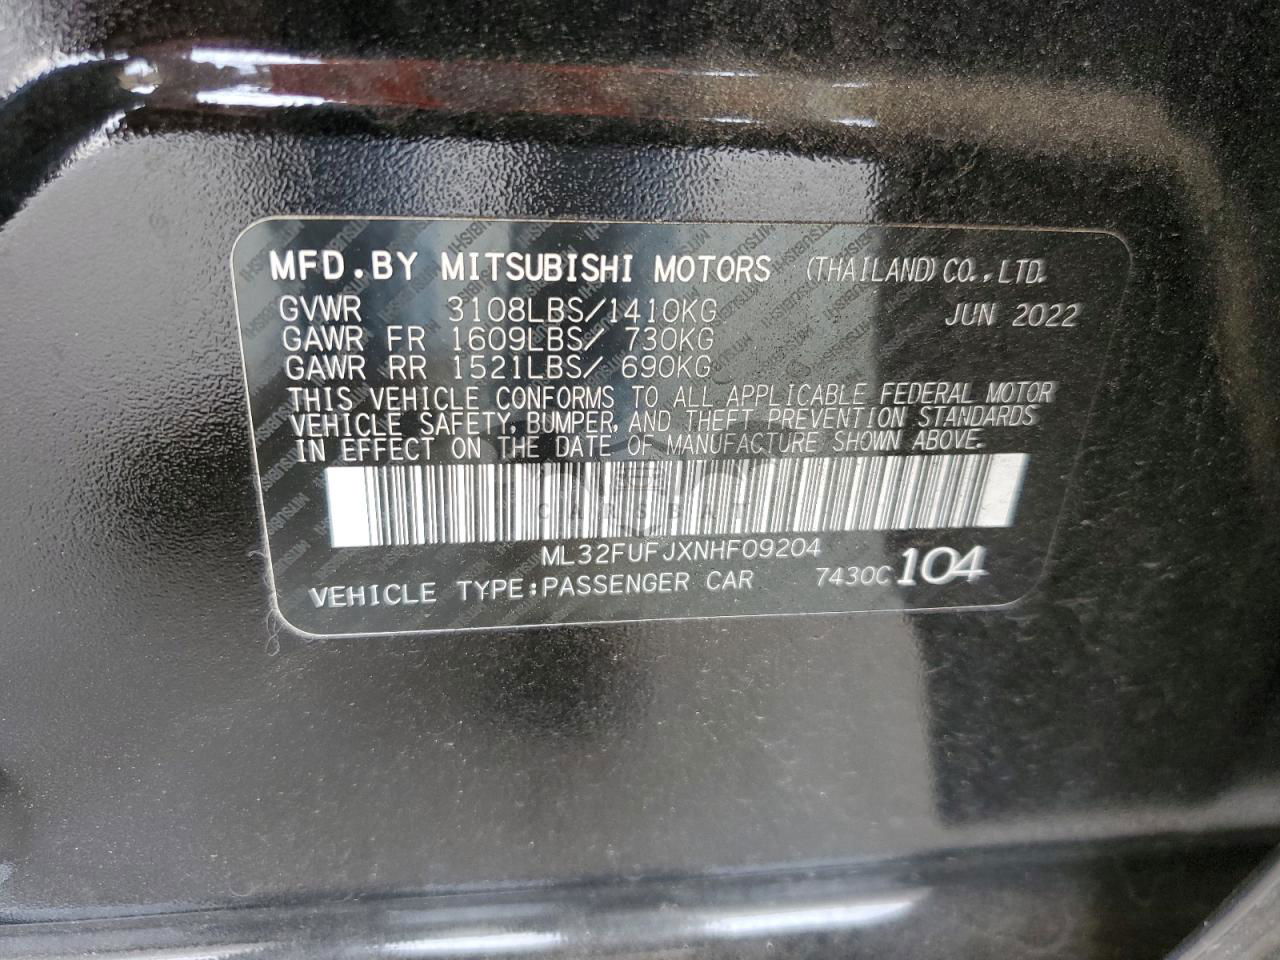 MFD.BY MITSUBISHI MOTORS (THAILAND) CO.,LTD.
GVWR 3108LBS/1410KG JUN 2022
GAWR FR 1609LBS/ 730KG
GAWR RR 1521LBS/ 690KG
THIS VEHICLE CONFORMS TO ALL APPLICABLE FEDERAL MOTOR
VEHICLE SAFETY, BUMPER, AND THEFT PREVENTION STANDARDS
IN EFFECT ON THE DATE OF MANUFACTURE SHOWN ABOVE.
CARSBAT
ML32FUFJXNHF09204
VEHICLE TYPE:PASSENGER CAR 7430C 104